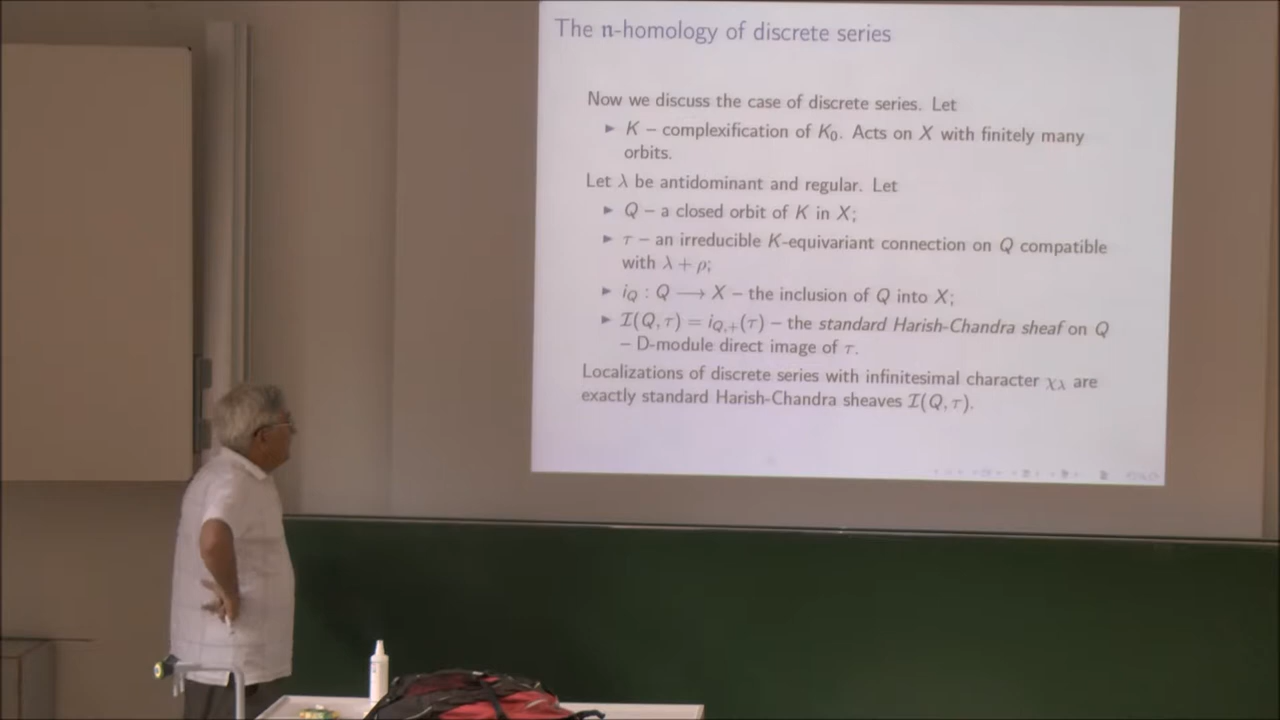 The n-homology of discrete series
Now we discuss the case of discrete series. Let
► K – complexification of K₀. Acts on X with finitely many
orbits.
Let λ be antidominant and regular. Let
► Q – a closed orbit of K in X;
► τ – an irreducible K-equivariant connection on Q compatible
with λ + ρ;
► i_Q : Q ⟶ X – the inclusion of Q into X;
► 𝓘(Q, τ) = i_{Q,+}(τ) – the standard Harish-Chandra sheaf on Q
– D-module direct image of τ.
Localizations of discrete series with infinitesimal character χ_λ are
exactly standard Harish-Chandra sheaves 𝓘(Q, τ).